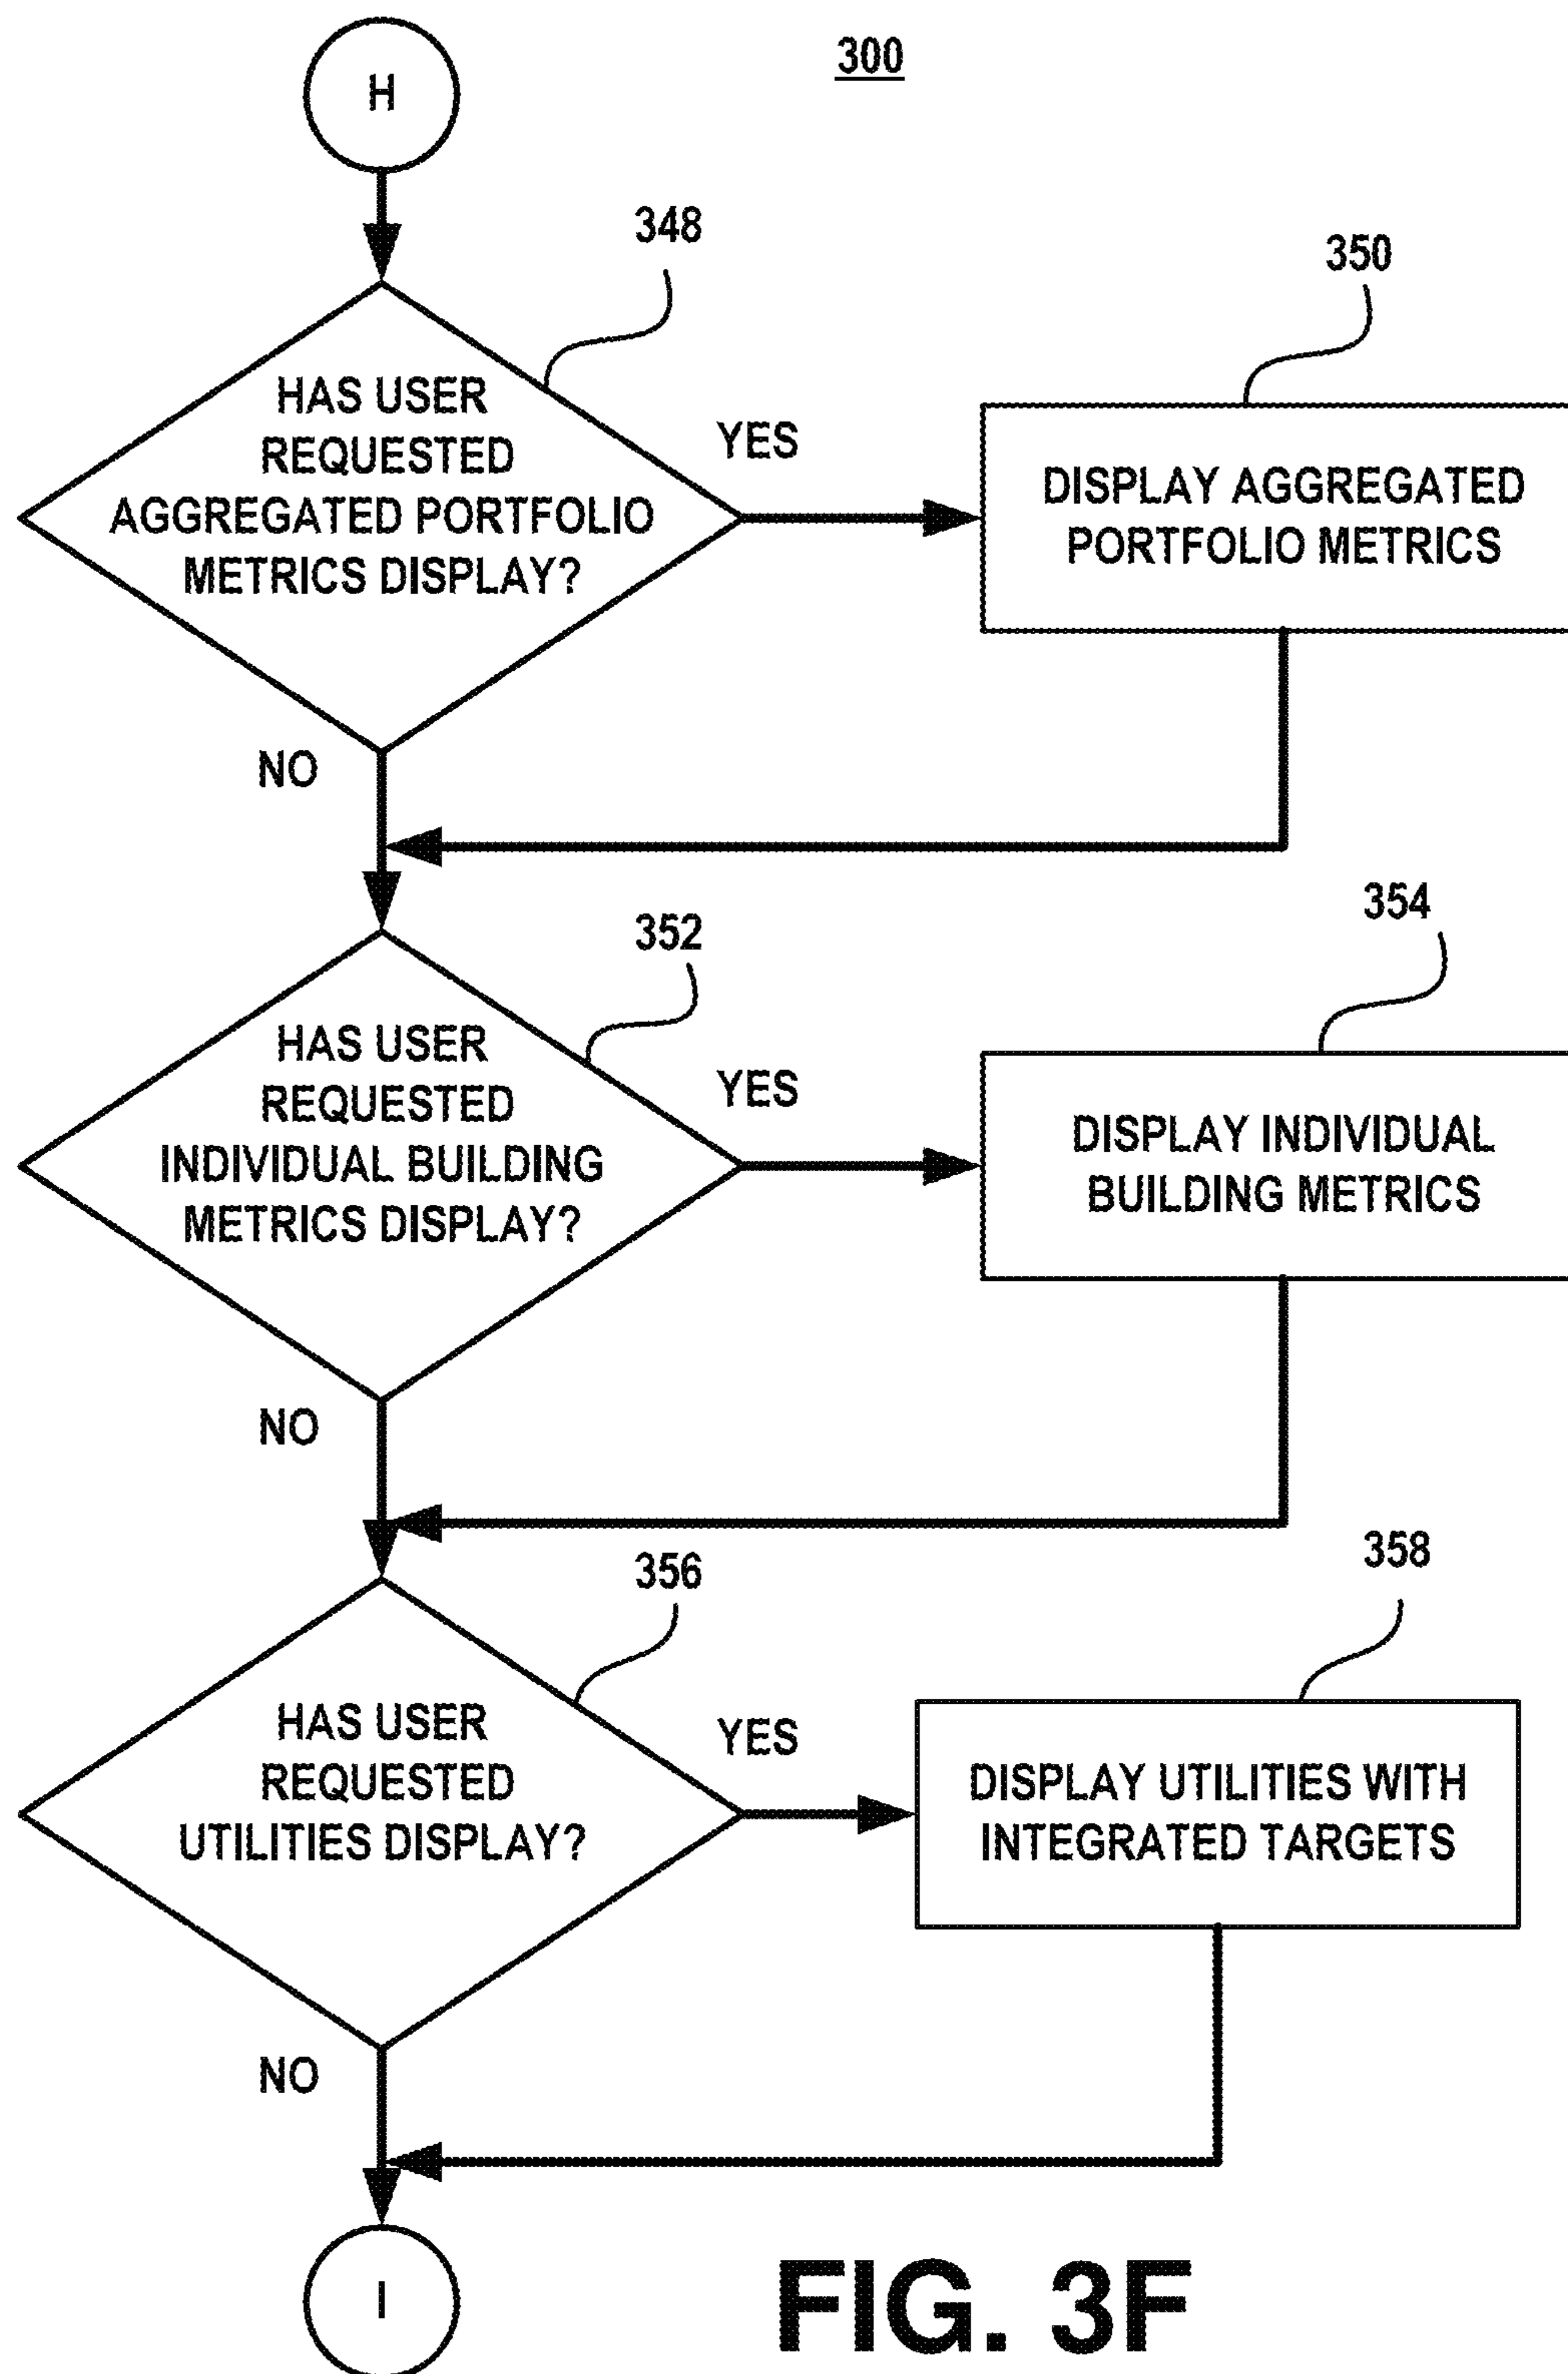 300
H
348
350
HAS USER
REQUESTED
AGGREGATED PORTFOLIO
METRICS DISPLAY?
YES
DISPLAY AGGREGATED
PORTFOLIO METRICS
NO
352
354
HAS USER
REQUESTED
INDIVIDUAL BUILDING
METRICS DISPLAY?
YES
DISPLAY INDIVIDUAL
BUILDING METRICS
NO
356
358
HAS USER
REQUESTED
UTILITIES DISPLAY?
YES
DISPLAY UTILITIES WITH
INTEGRATED TARGETS
NO
I
FIG. 3F